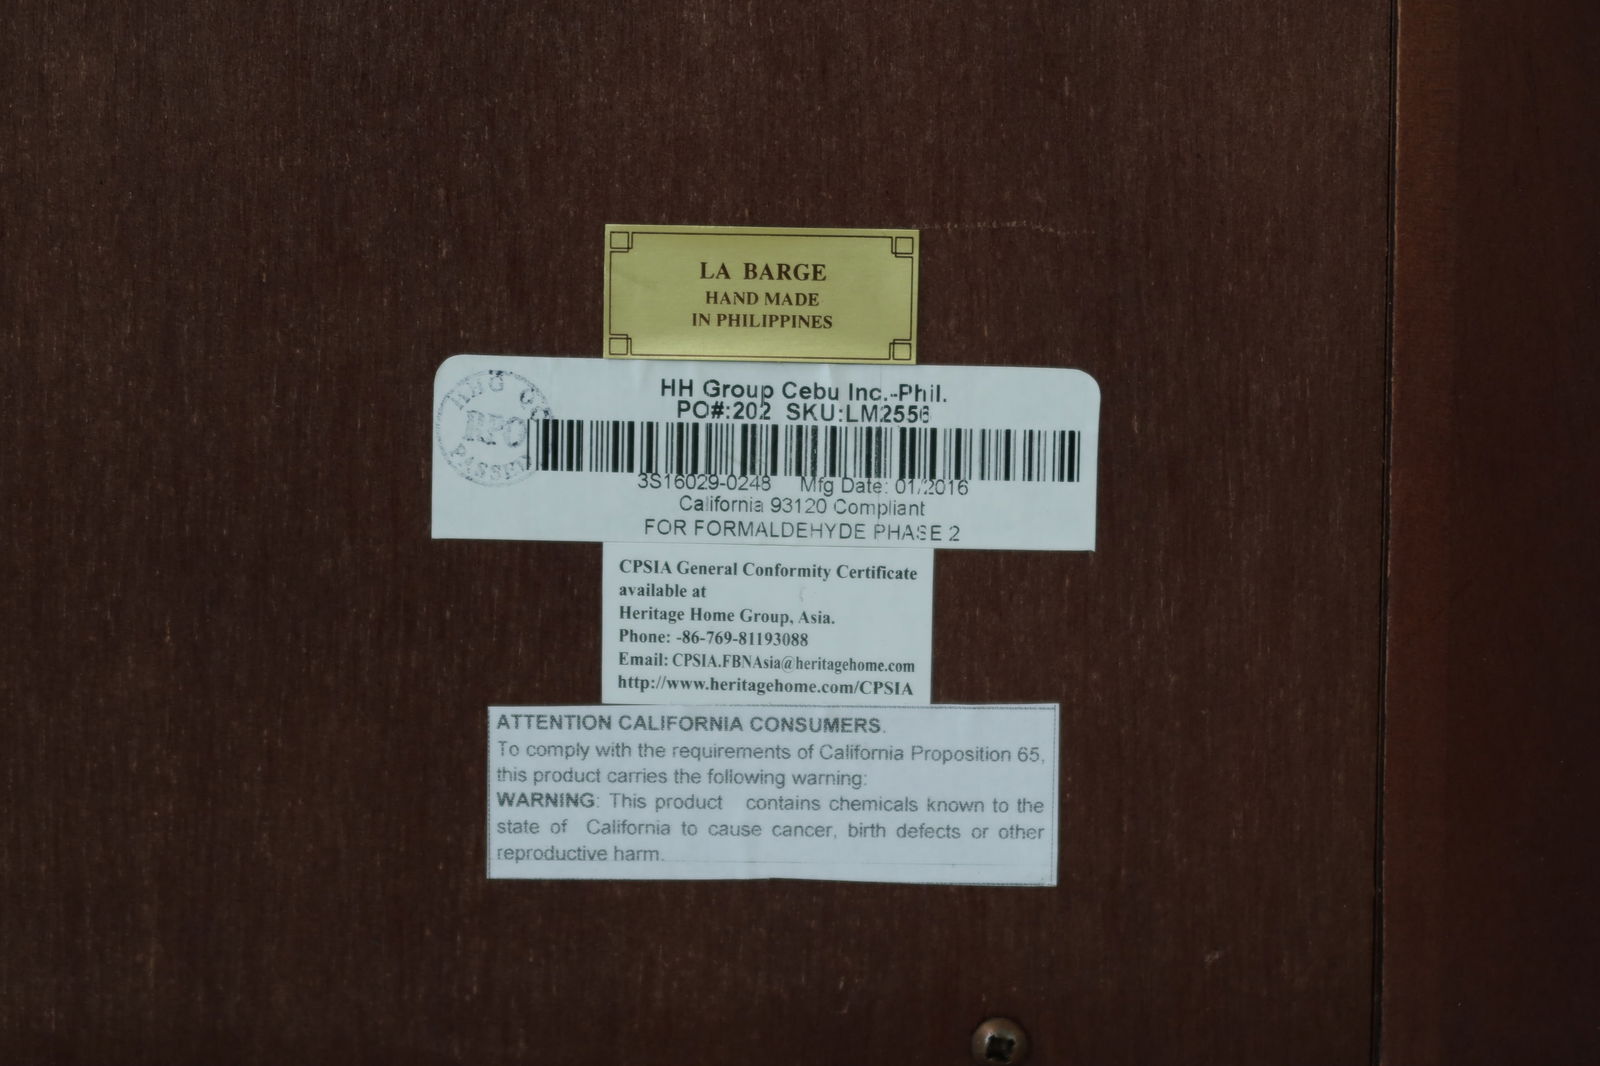 LA BARGE
HAND MADE
IN PHILIPPINES
HH Group Cebu Inc.-Phil.
PO#:202 SKU:LM2556
RPO
PASSED
3S16029-0248 Mfg Date: 01/2016
California 93120 Compliant
FOR FORMALDEHYDE PHASE 2
CPSIA General Conformity Certificate
available at
Heritage Home Group, Asia.
Phone: -86-769-81193088
Email: CPSIA.FBNAsia@heritagehome.com
http://www.heritagehome.com/CPSIA
ATTENTION CALIFORNIA CONSUMERS.
To comply with the requirements of California Proposition 65,
this product carries the following warning:
WARNING: This product contains chemicals known to the
state of California to cause cancer, birth defects or other
reproductive harm.